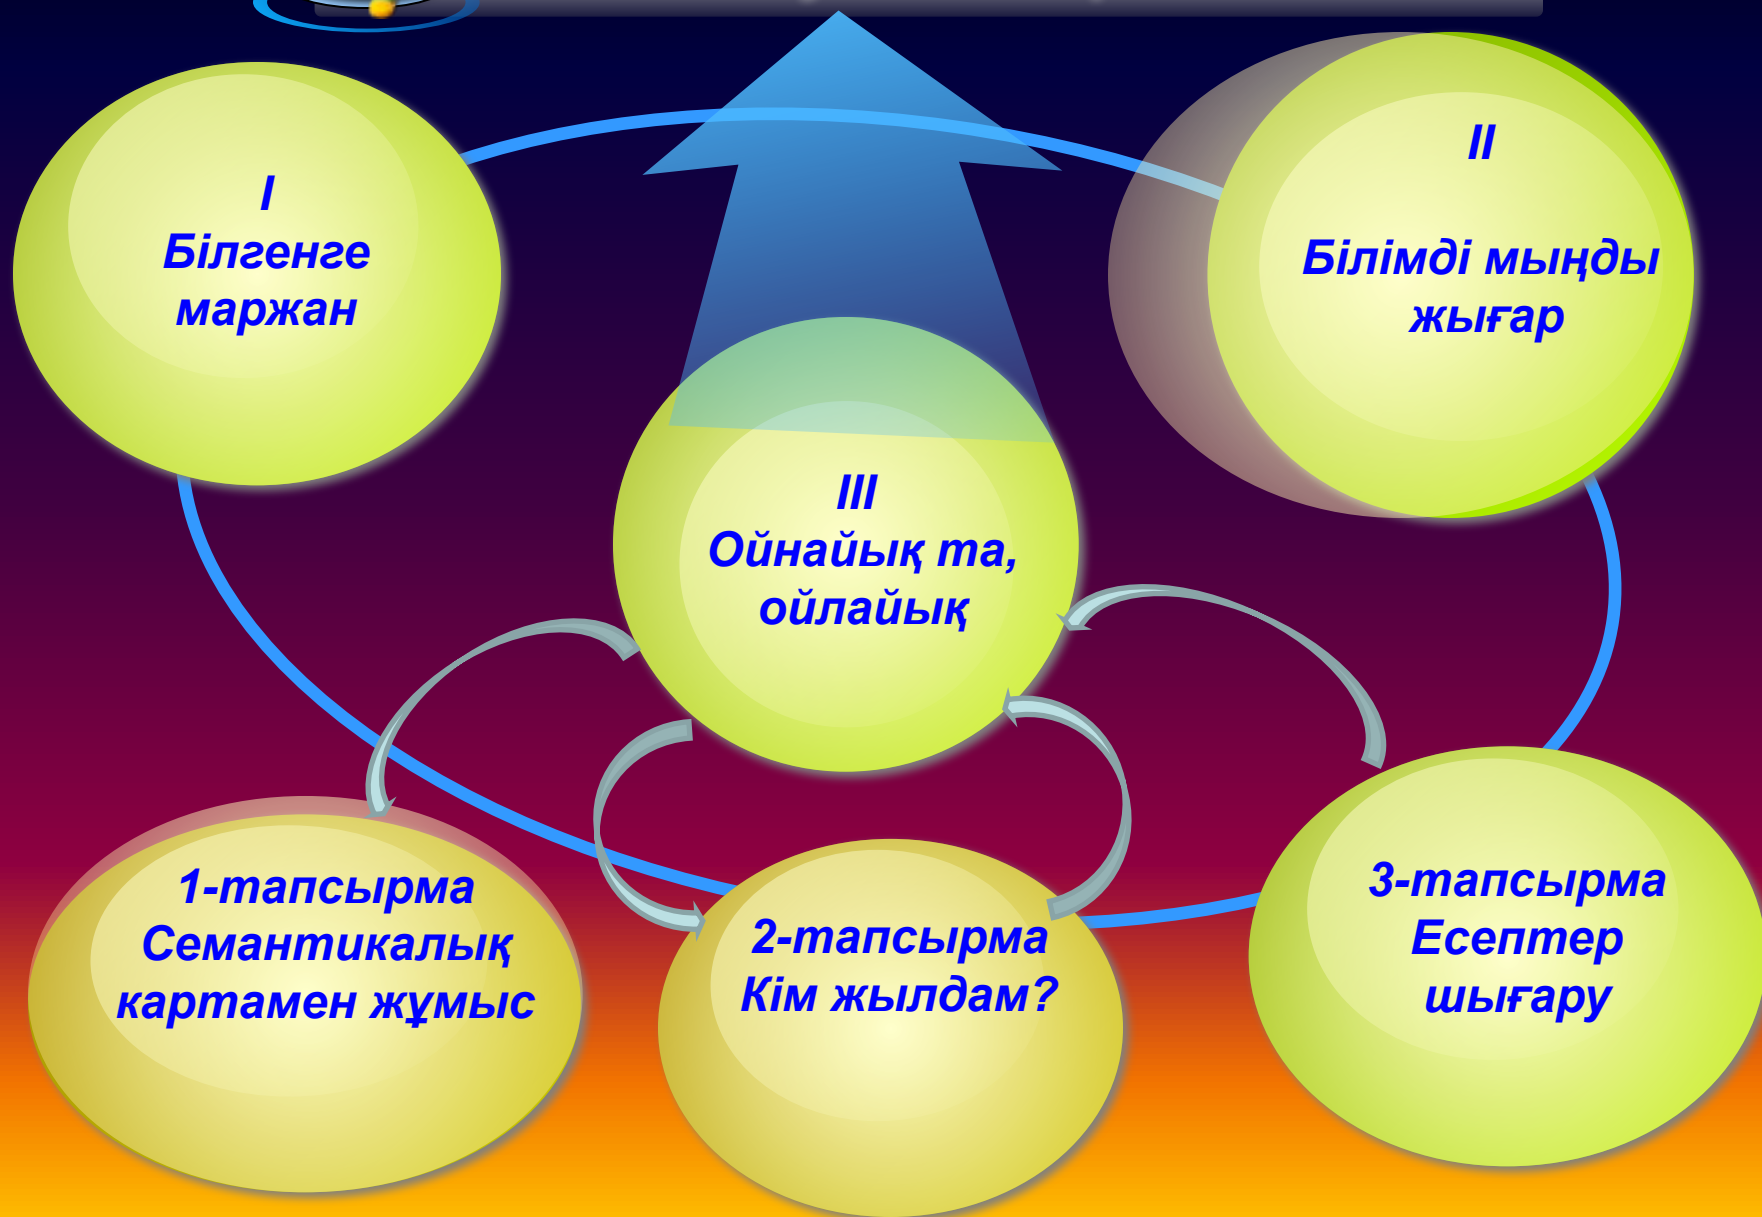 I
Білгенге
маржан
II
Білімді мыңды
жығар
III
Ойнайық та,
ойлайық
1-тапсырма
Семантикалық
картамен жұмыс
2-тапсырма
Кім жылдам?
3-тапсырма
Есептер
шығару